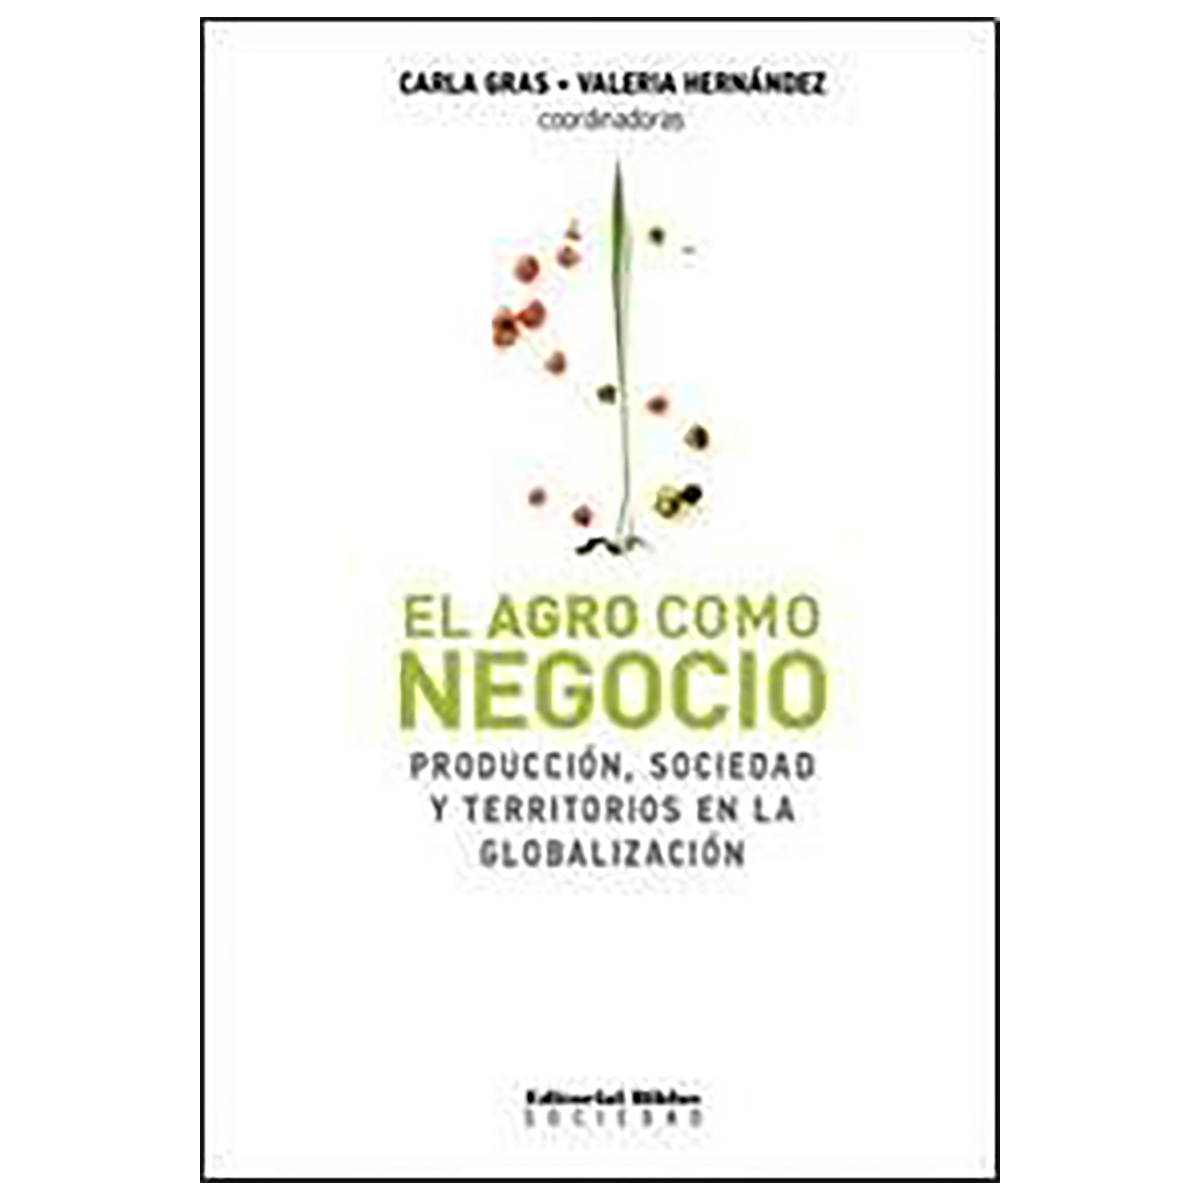 CARLA GRAS • VALERIA HERNÁNDEZ
coordinadoras
EL AGRO COMO
NEGOCIO
PRODUCCIÓN, SOCIEDAD
Y TERRITORIOS EN LA
GLOBALIZACIÓN
Editorial Biblos
SOCIEDAD